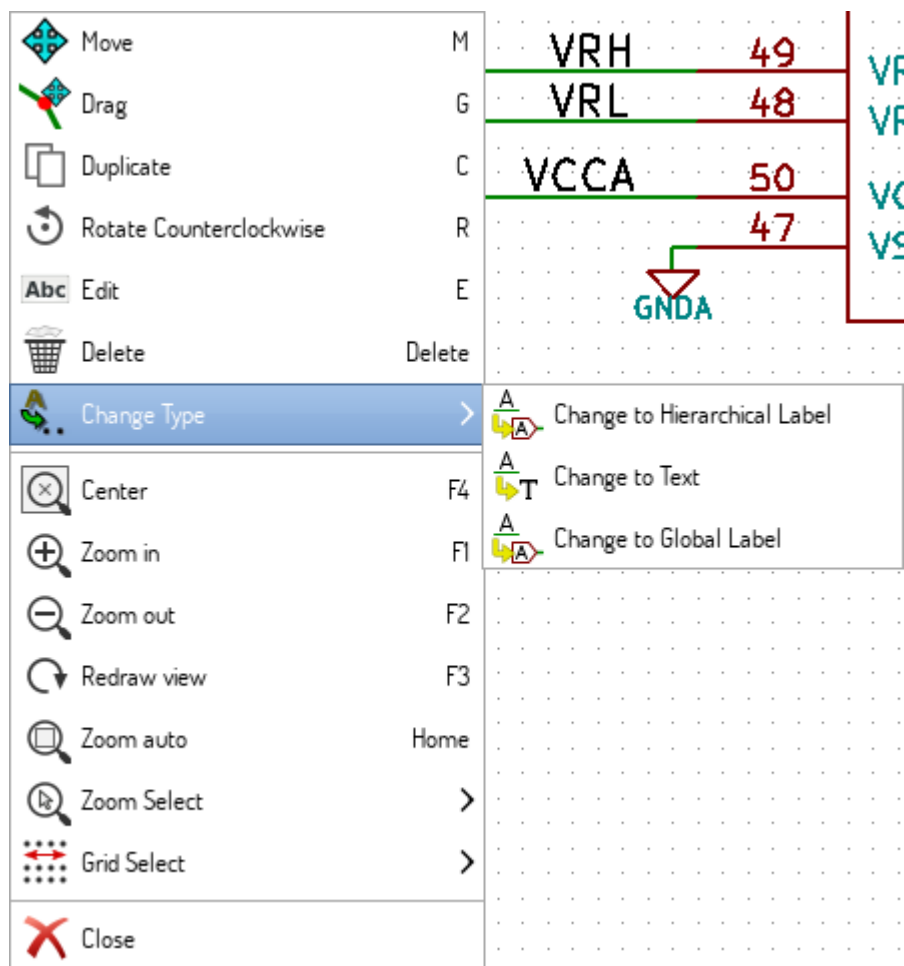 Move M
Drag G
Duplicate C
Rotate Counterclockwise R
Abc Edit E
Delete Delete
Change Type
Center F4
Zoom in F1
Zoom out F2
Redraw view F3
Zoom auto Home
Zoom Select
Grid Select
Close
A A Change to Hierarchical Label
A T Change to Text
A A Change to Global Label
VRH 49
VRL 48
VCCA 50
47
GNDA